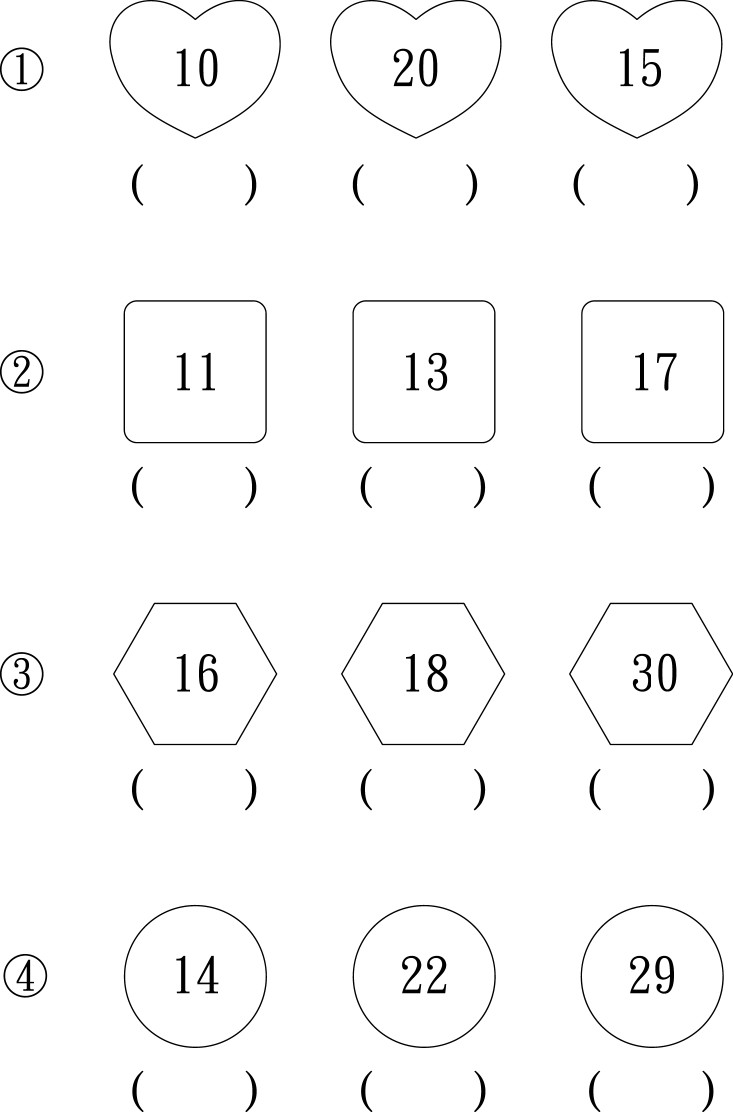 ① 10 20 15
( ) ( ) ( )
② 11 13 17
( ) ( ) ( )
③ 16 18 30
( ) ( ) ( )
④ 14 22 29
( ) ( ) ( )